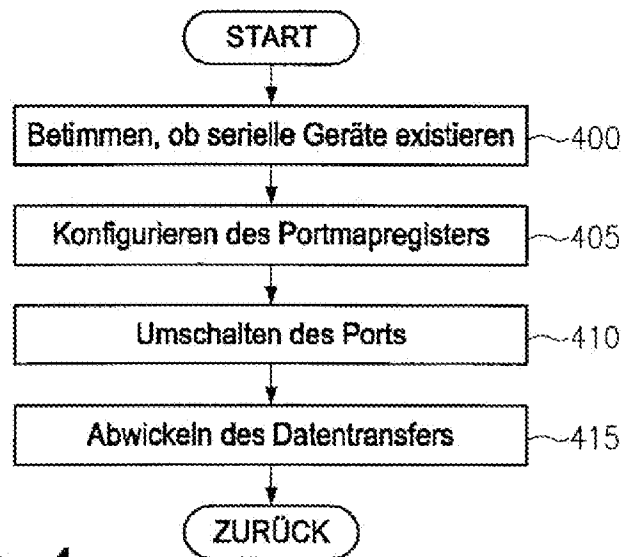 START
Betimmen, ob serielle Geräte existieren 400
Konfigurieren des Portmapregisters 405
Umschalten des Ports 410
Abwickeln des Datentransfers 415
ZURÜCK